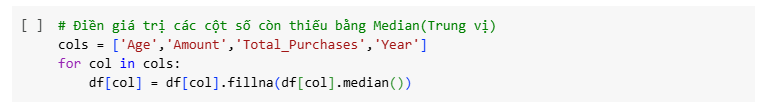 [ ] # Điền giá trị các cột số còn thiếu bằng Median(Trung vị)
cols = ['Age','Amount','Total_Purchases','Year']
for col in cols:
    df[col] = df[col].fillna(df[col].median())